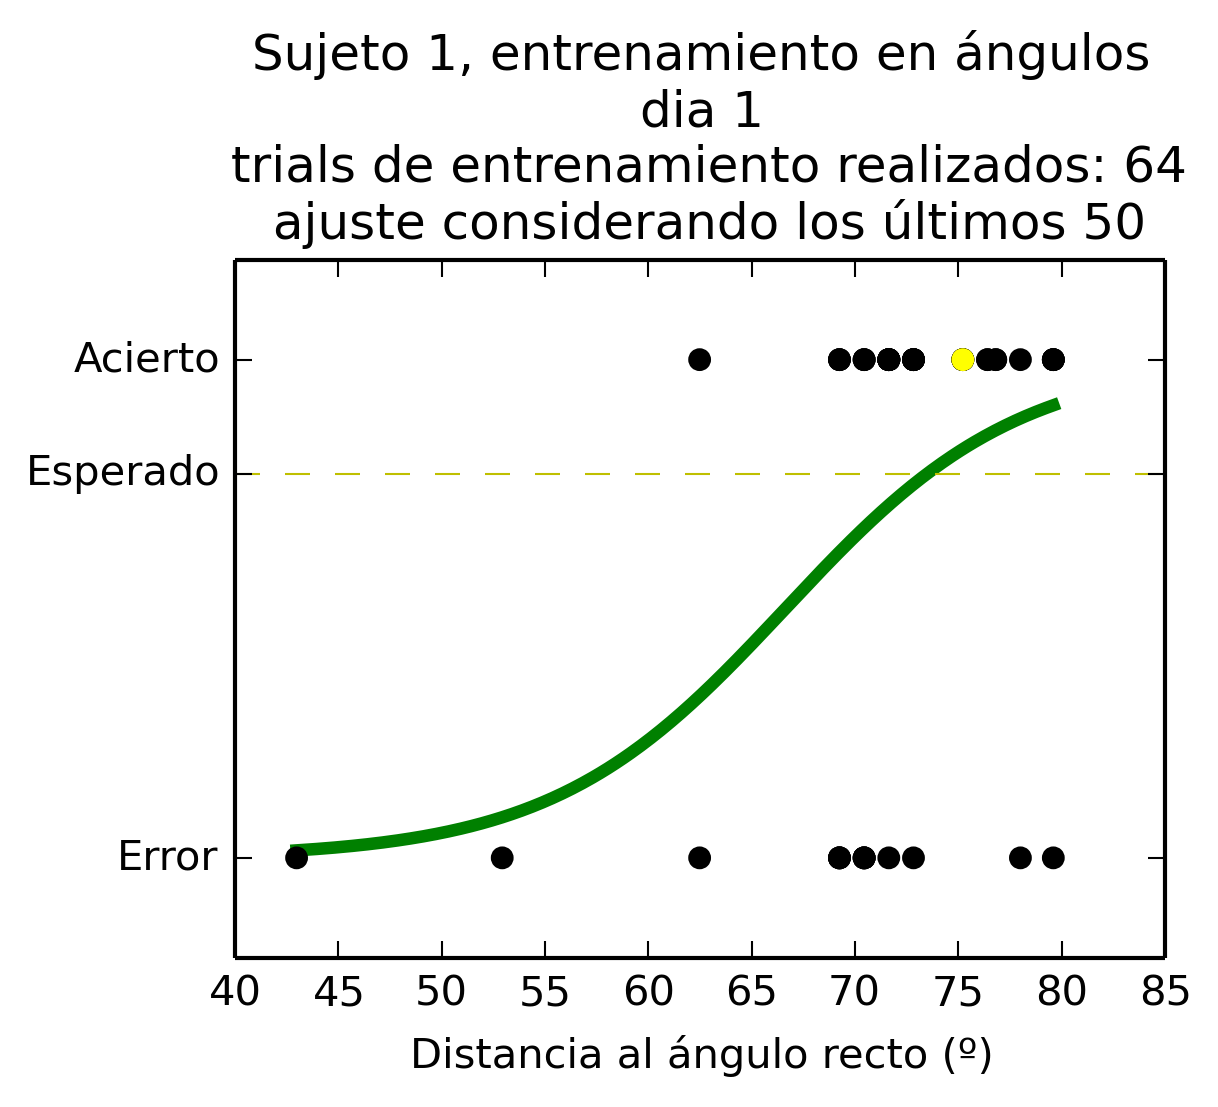 Sujeto 1, entrenamiento en ángulos
dia 1
trials de entrenamiento realizados: 64
ajuste considerando los últimos 50
Acierto
Esperado
Error
40 45 50 55 60 65 70 75 80 85
Distancia al ángulo recto (º)